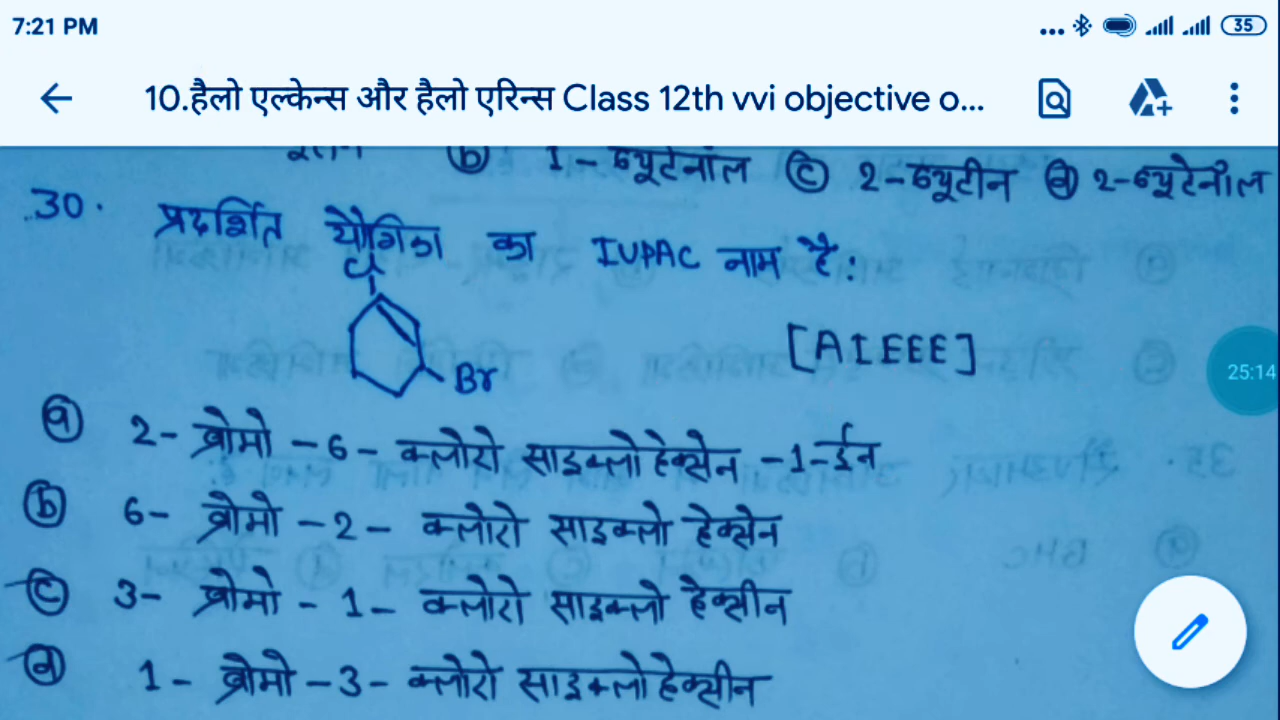 7:21 PM
35
10.हैलो एल्केन्स और हैलो एरिन्स Class 12th vvi objective o...
b 1-ब्यूटेनॉल c 2-ब्यूटीन d 2-ब्यूटेनॉल
30. प्रदर्शित यौगिक का IUPAC नाम है:
Cl
[AIEEE]
Br
25:14
a 2- ब्रोमो -6- क्लोरो साइक्लोहेक्सेन -1-ईन
b 6- ब्रोमो -2- क्लोरो साइक्लो हेक्सेन
c 3- ब्रोमो - 1- क्लोरो साइक्लो हैक्सीन
d 1- ब्रोमो -3- क्लोरो साइक्लोहेक्सीन